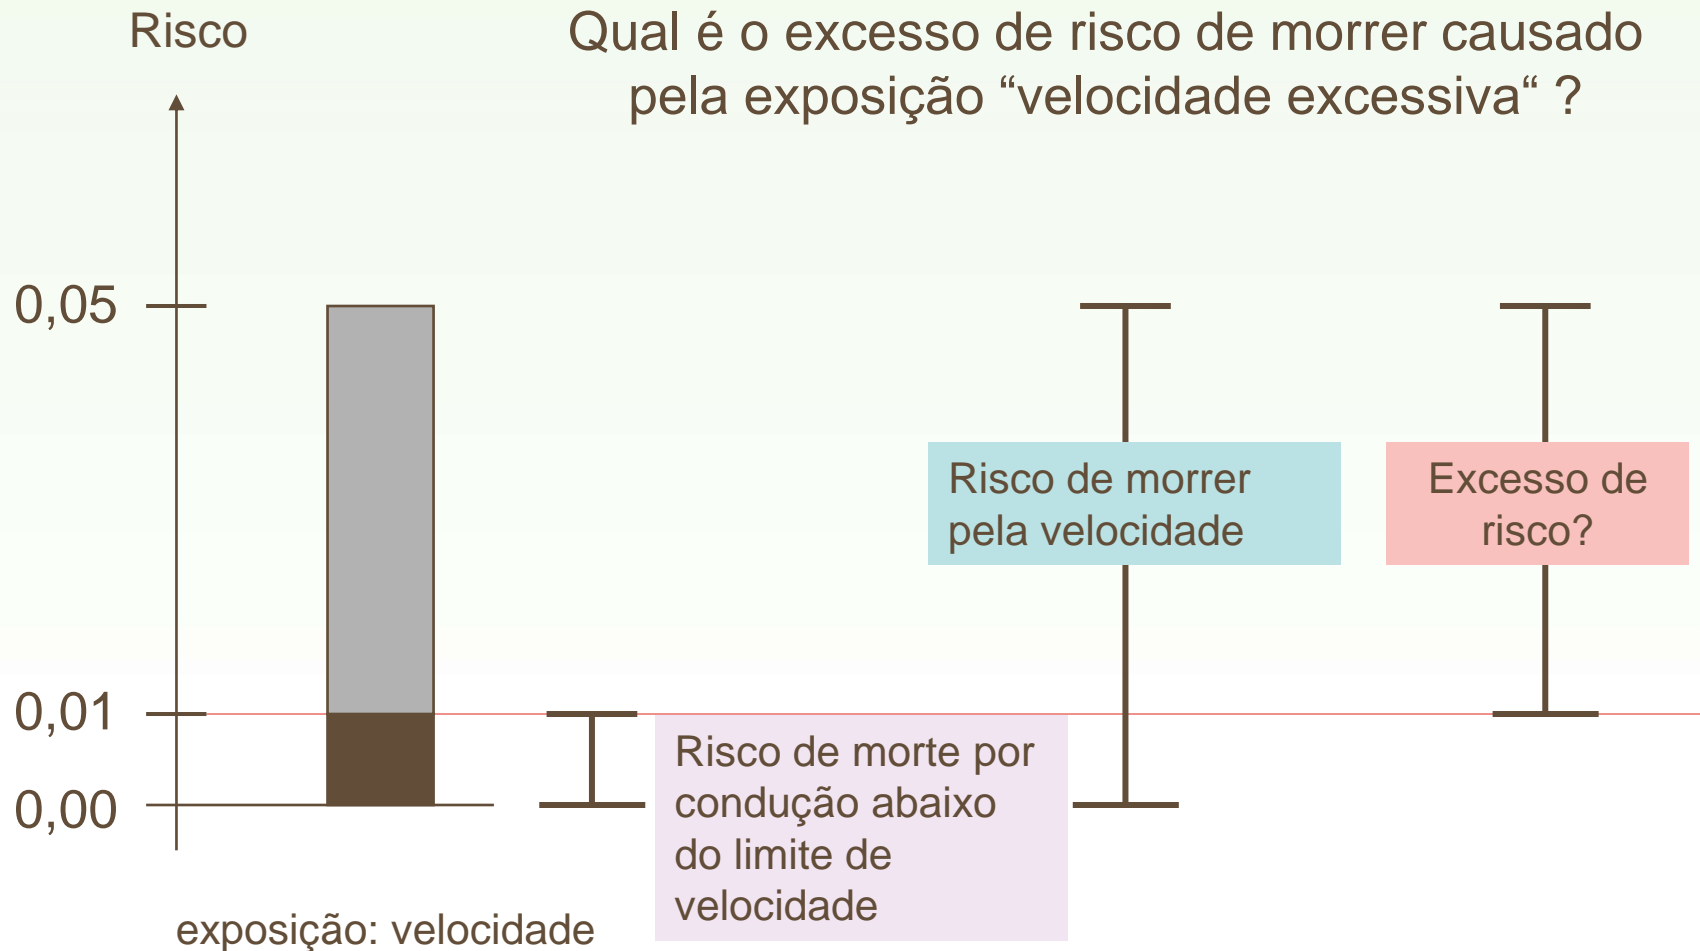 Risco
Qual é o excesso de risco de morrer causado
pela exposição “velocidade excessiva“ ?
0,05
Risco de morrer
pela velocidade
Excesso de
risco?
0,01
0,00
Risco de morte por
condução abaixo
do limite de
velocidade
exposição: velocidade